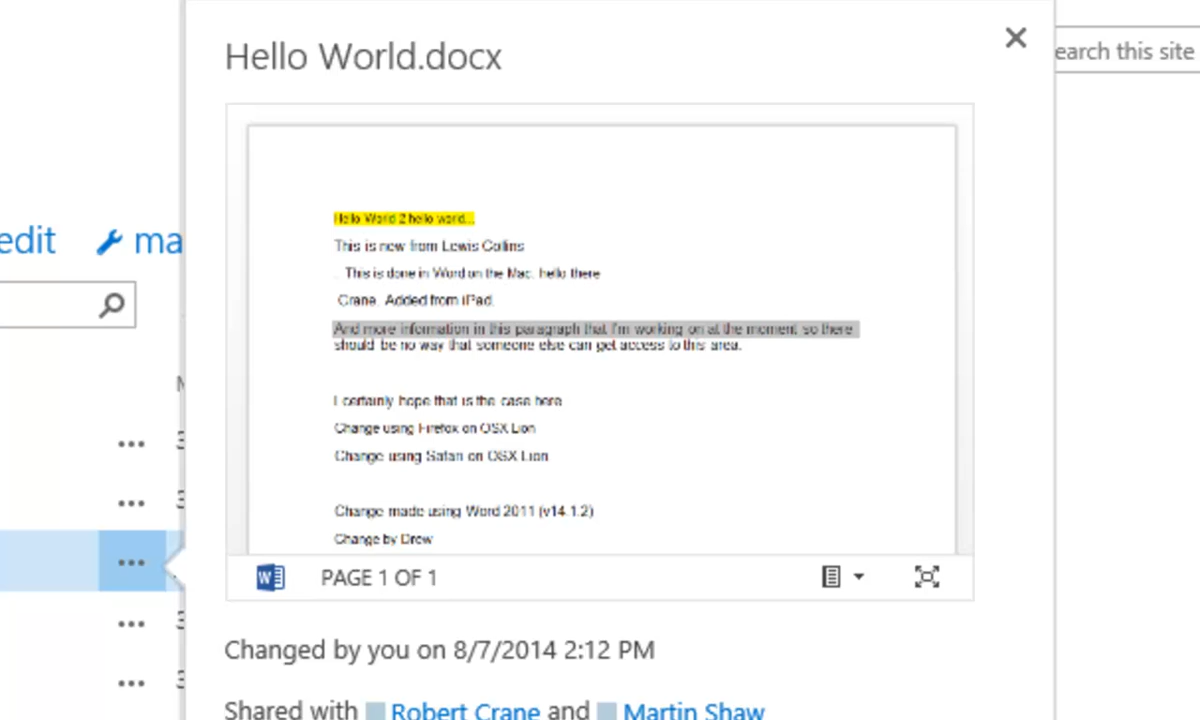 Hello World.docx
earch this site
edit
ma
Hello World 2 hello world...
This is new from Lewis Collins
. This is done in Word on the Mac. hello there
Crane. Added from iPad.
And more information in this paragraph that I'm working on at the moment so there
should be no way that someone else can get access to this area.
I certainly hope that is the case here
Change using Firefox on OSX Lion
Change using Safari on OSX Lion
Change made using Word 2011 (v14.1.2)
Change by Drew
PAGE 1 OF 1
Changed by you on 8/7/2014 2:12 PM
Shared with Robert Crane and Martin Shaw